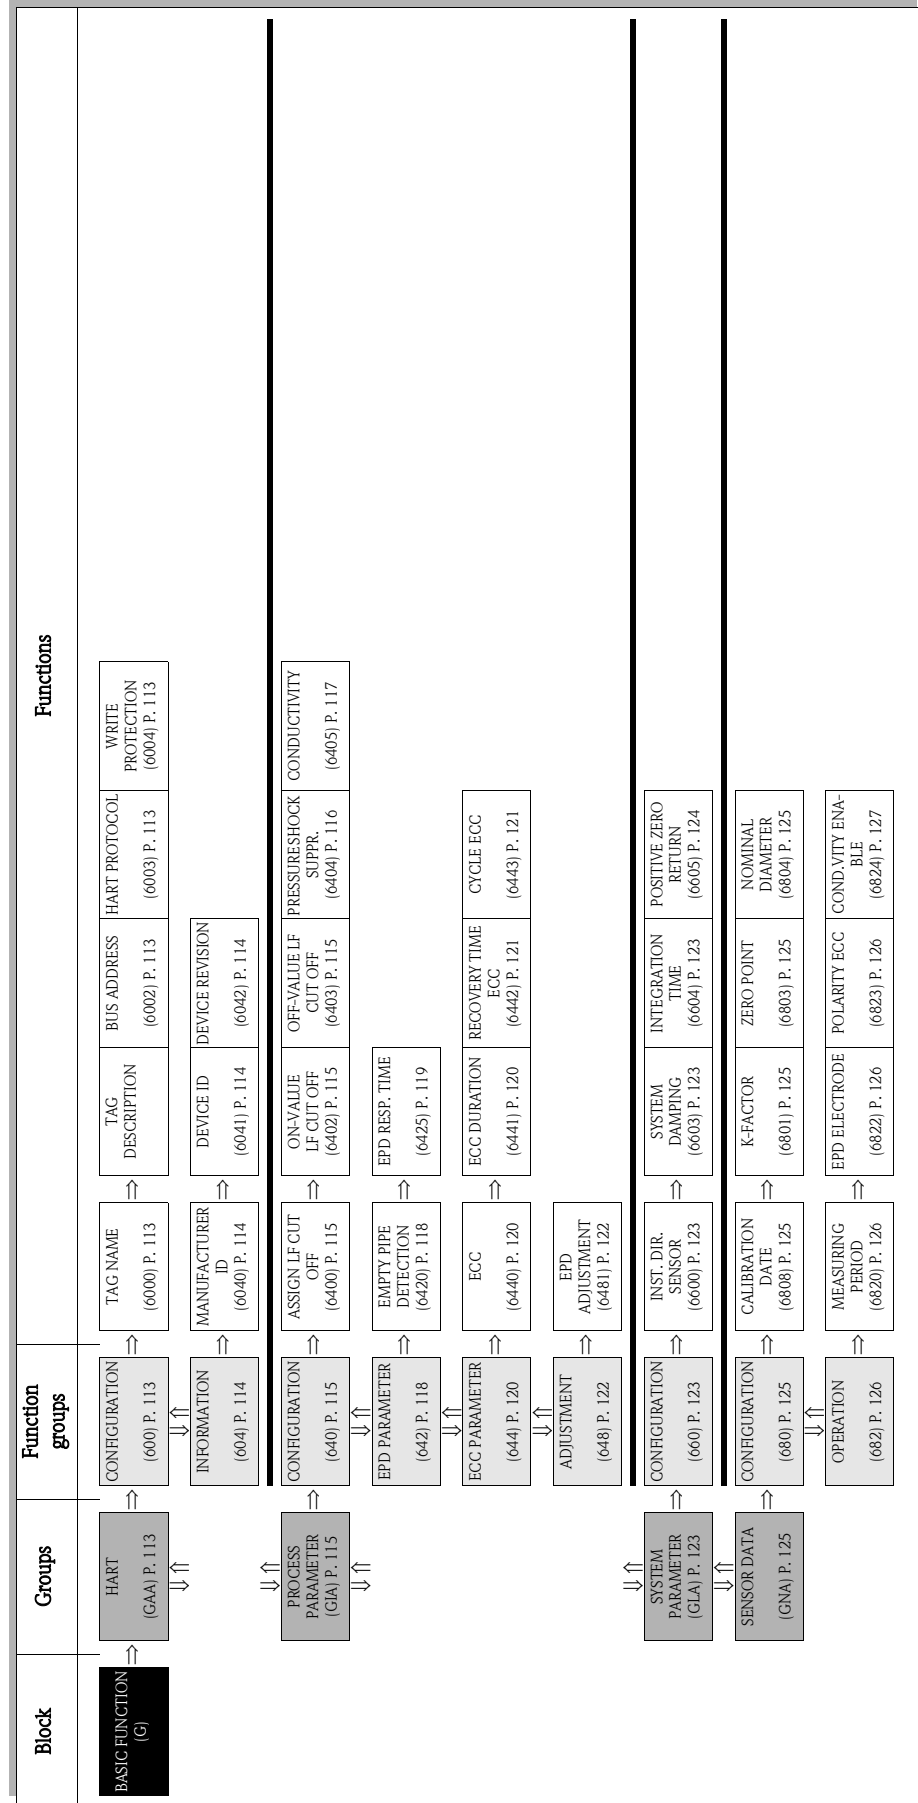 Block
Groups
Function
groups
Functions
BASIC FUNCTION
(G)
HART
(GAA) P. 113
CONFIGURATION
(600) P. 113
TAG NAME
(6000) P. 113
TAG
DESCRIPTION
BUS ADDRESS
(6002) P. 113
HART PROTOCOL
(6003) P. 113
WRITE
PROTECTION
(6004) P. 113
INFORMATION
(604) P. 114
MANUFACTURER
ID
(6040) P. 114
DEVICE ID
(6041) P. 114
DEVICE REVISION
(6042) P. 114
PROCESS
PARAMETER
(GIA) P. 115
CONFIGURATION
(640) P. 115
ASSIGN LF CUT
OFF
(6400) P. 115
ON-VALUE
LF CUT OFF
(6402) P. 115
OFF-VALUE LF
CUT OFF
(6403) P. 115
PRESSURESHOCK
SUPPR.
(6404) P. 116
CONDUCTIVITY
(6405) P. 117
EPD PARAMETER
(642) P. 118
EMPTY PIPE
DETECTION
(6420) P. 118
EPD RESP. TIME
(6425) P. 119
ECC PARAMETER
(644) P. 120
ECC
(6440) P. 120
ECC DURATION
(6441) P. 120
RECOVERY TIME
ECC
(6442) P. 121
CYCLE ECC
(6443) P. 121
ADJUSTMENT
(648) P. 122
EPD
ADJUSTMENT
(6481) P. 122
SYSTEM
PARAMETER
(GLA) P. 123
CONFIGURATION
(660) P. 123
INST. DIR.
SENSOR
(6600) P. 123
SYSTEM
DAMPING
(6603) P. 123
INTEGRATION
TIME
(6604) P. 123
POSITIVE ZERO
RETURN
(6605) P. 124
SENSOR DATA
(GNA) P. 125
CONFIGURATION
(680) P. 125
CALIBRATION
DATE
(6808) P. 125
K-FACTOR
(6801) P. 125
ZERO POINT
(6803) P. 125
NOMINAL
DIAMETER
(6804) P. 125
OPERATION
(682) P. 126
MEASURING
PERIOD
(6820) P. 126
EPD ELECTRODE
(6822) P. 126
POLARITY ECC
(6823) P. 126
COND.VITY ENA-
BLE
(6824) P. 127